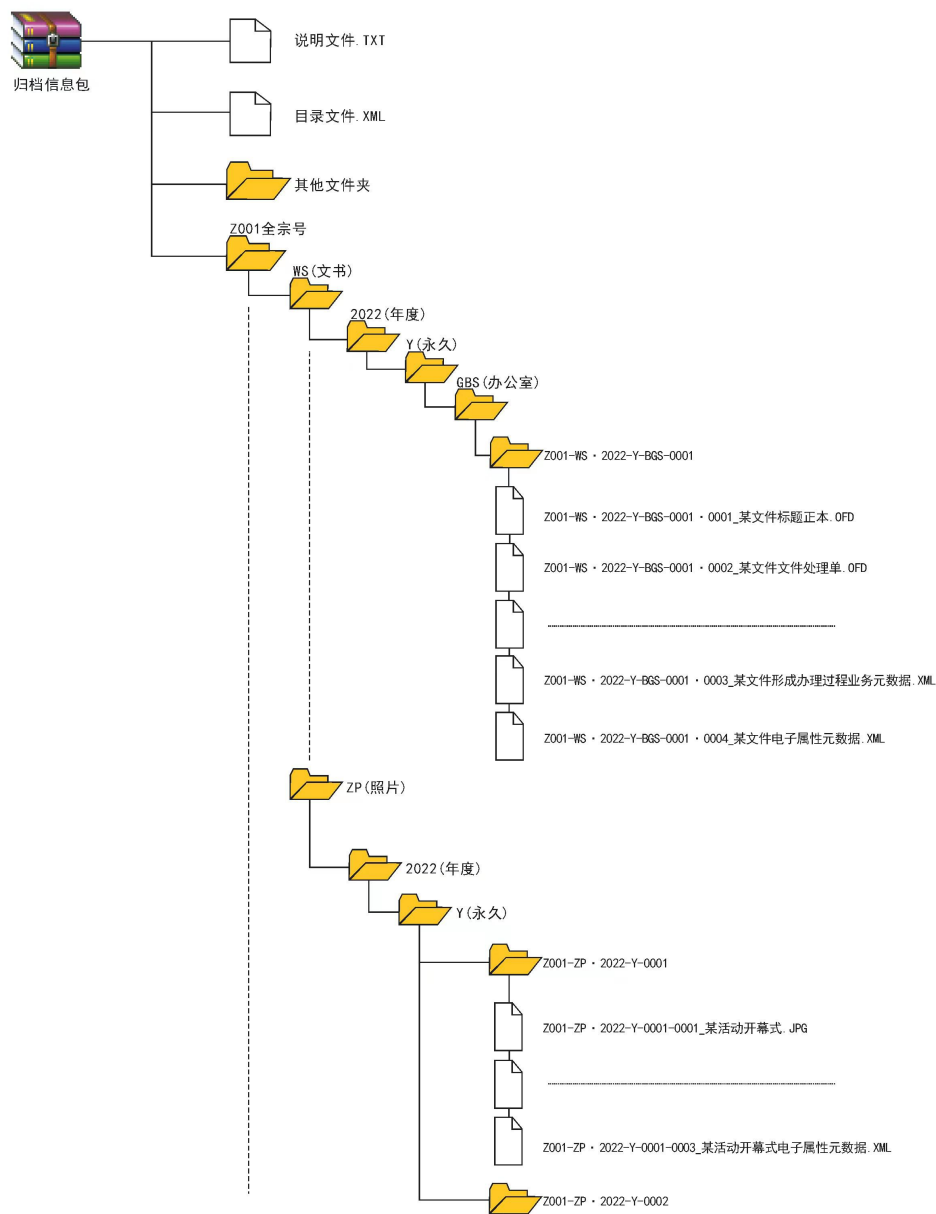 说明文件.TXT
归档信息包
目录文件.XML
其他文件夹
Z001全宗号
WS(文书)
2022(年度)
Y(永久)
GBS(办公室)
Z001-WS·2022-Y-BGS-0001
Z001-WS·2022-Y-BGS-0001·0001_某文件标题正本.OFD
Z001-WS·2022-Y-BGS-0001·0002_某文件文件处理单.OFD
Z001-WS·2022-Y-BGS-0001·0003_某文件形成办理过程业务元数据.XML
Z001-WS·2022-Y-BGS-0001·0004_某文件电子属性元数据.XML
ZP(照片)
2022(年度)
Y(永久)
Z001-ZP·2022-Y-0001
Z001-ZP·2022-Y-0001-0001_某活动开幕式.JPG
Z001-ZP·2022-Y-0001-0003_某活动开幕式电子属性元数据.XML
Z001-ZP·2022-Y-0002